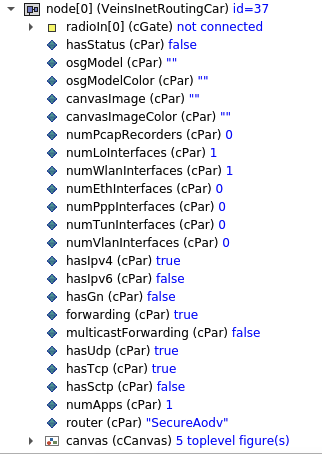 node[0] (VeinsInetRoutingCar) id=37
radioIn[0] (cGate) not connected
hasStatus (cPar) false
osgModel (cPar) ""
osgModelColor (cPar) ""
canvasImage (cPar) ""
canvasImageColor (cPar) ""
numPcapRecorders (cPar) 0
numLoInterfaces (cPar) 1
numWlanInterfaces (cPar) 1
numEthInterfaces (cPar) 0
numPppInterfaces (cPar) 0
numTunInterfaces (cPar) 0
numVlanInterfaces (cPar) 0
hasIpv4 (cPar) true
hasIpv6 (cPar) false
hasGn (cPar) false
forwarding (cPar) true
multicastForwarding (cPar) false
hasUdp (cPar) true
hasTcp (cPar) true
hasSctp (cPar) false
numApps (cPar) 1
router (cPar) "SecureAodv"
canvas (cCanvas) 5 toplevel figure(s)